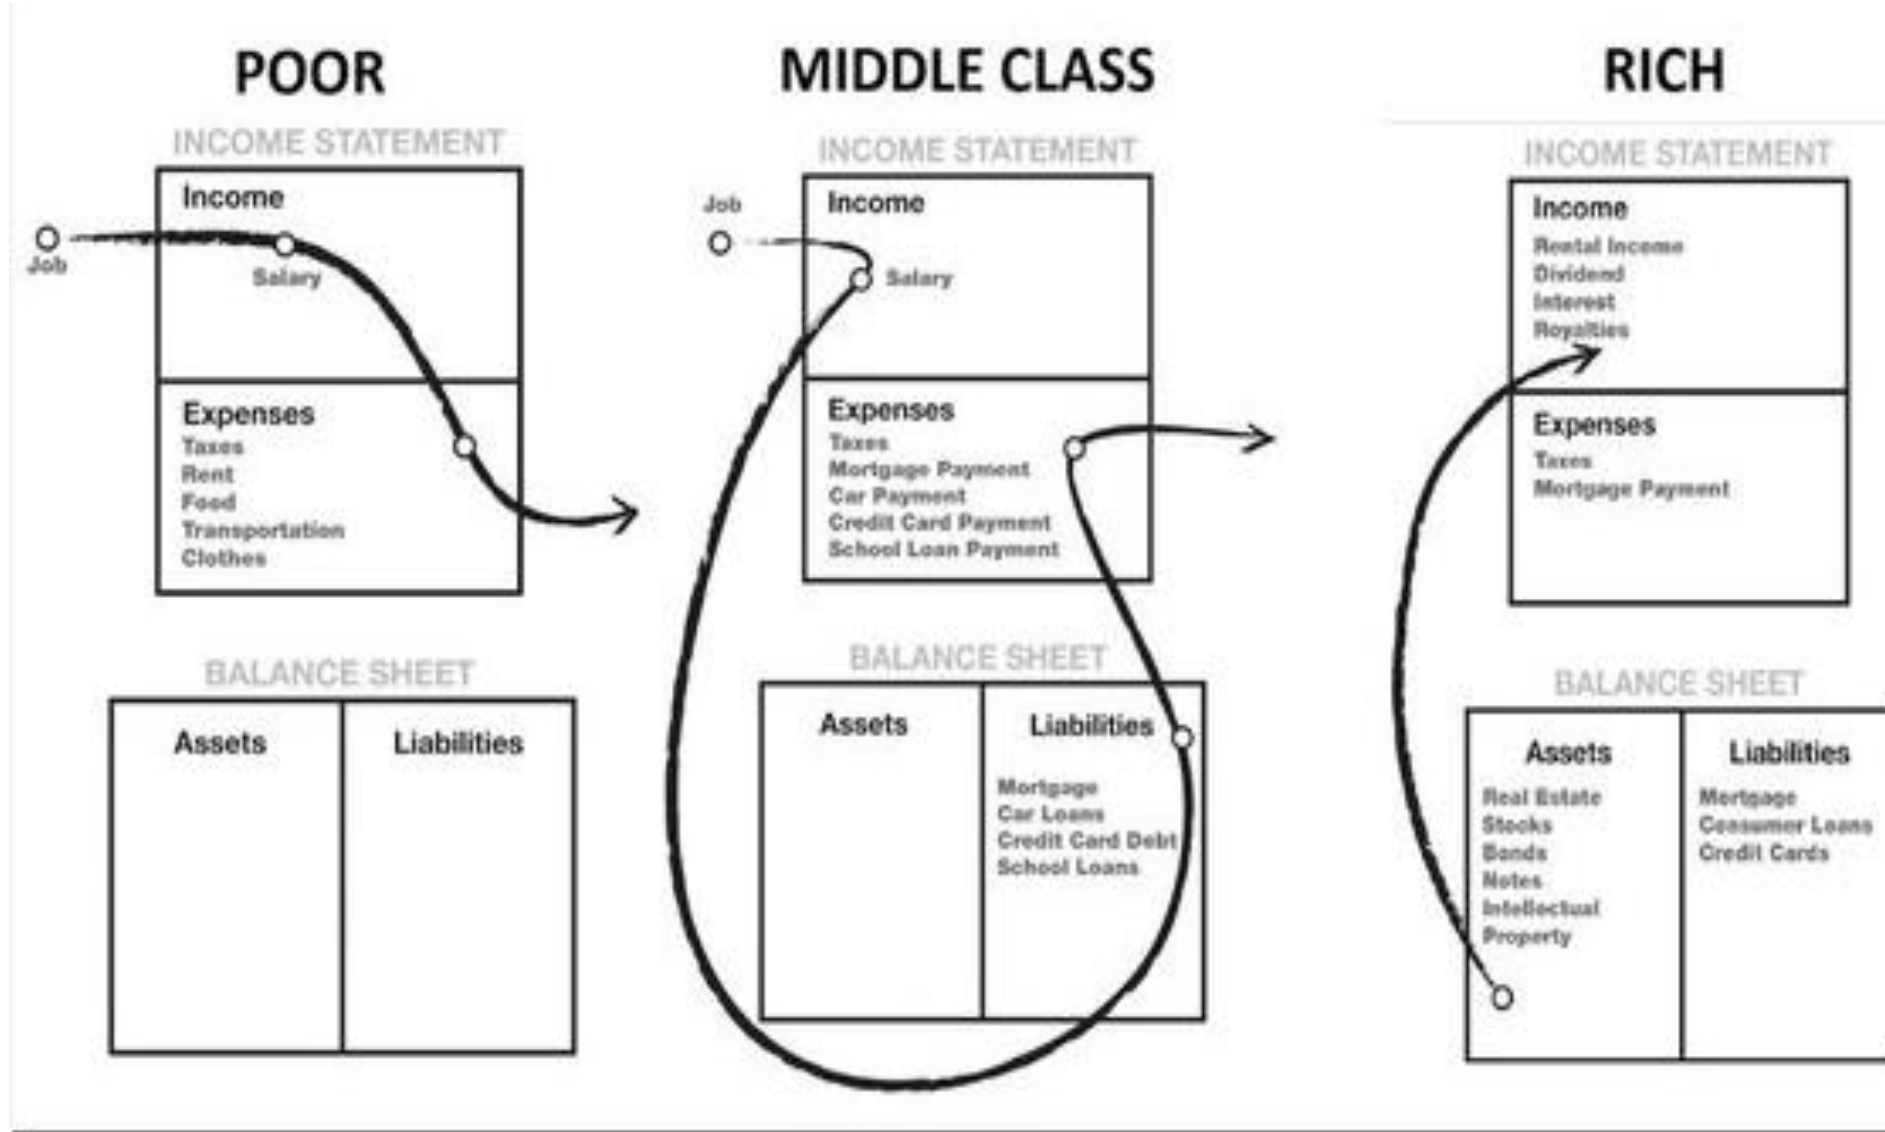 POOR
INCOME STATEMENT
Income
Job
Salary
Expenses
Taxes
Rent
Food
Transportation
Clothes
BALANCE SHEET
Assets
Liabilities
MIDDLE CLASS
INCOME STATEMENT
Job
Income
Salary
Expenses
Taxes
Mortgage Payment
Car Payment
Credit Card Payment
School Loan Payment
BALANCE SHEET
Assets
Liabilities
Mortgage
Car Loans
Credit Card Debt
School Loans
RICH
INCOME STATEMENT
Income
Rental Income
Dividend
Interest
Royalties
Expenses
Taxes
Mortgage Payment
BALANCE SHEET
Assets
Real Estate
Stocks
Bonds
Notes
Intellectual
Property
Liabilities
Mortgage
Consumer Loans
Credit Cards